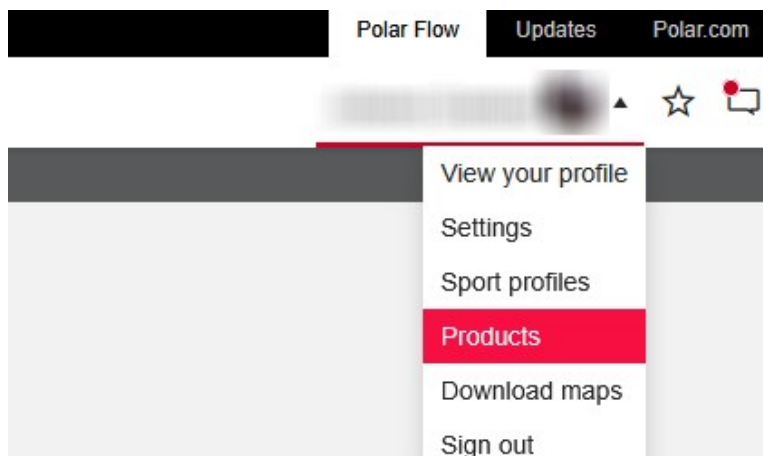 Polar Flow Updates Polar.com
View your profile
Settings
Sport profiles
Products
Download maps
Sign out